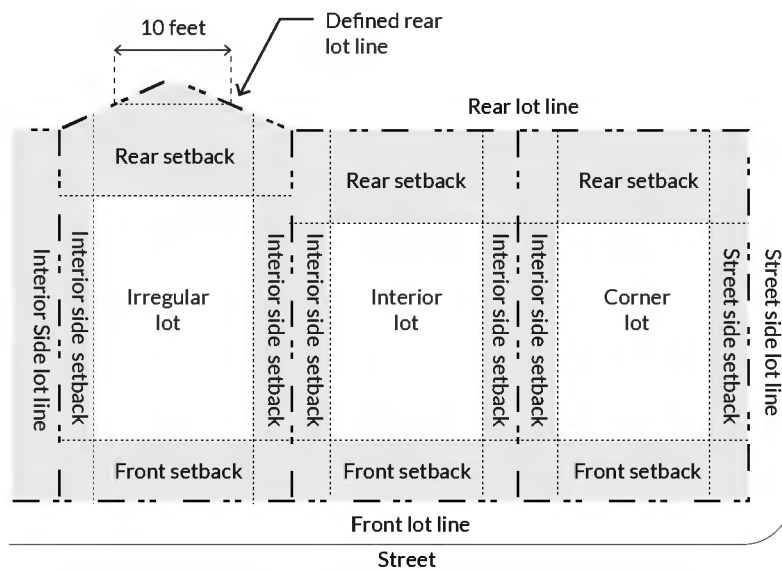 10 feet
Defined rear
lot line
Rear lot line
Rear setback
Rear setback
Rear setback
Interior Side lot line
Interior side setback
Irregular
lot
Interior side setback
Interior side setback
Interior
lot
Interior side setback
Interior side setback
Corner
lot
Street side setback
Street side lot line
Front setback
Front setback
Front setback
Front lot line
Street